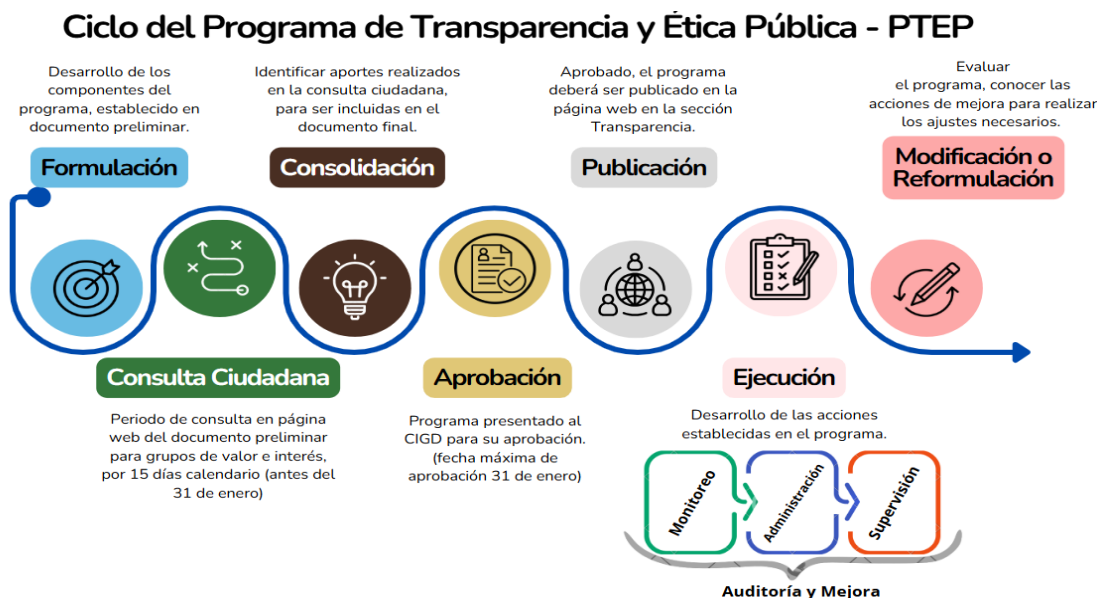 Ciclo del Programa de Transparencia y Ética Pública - PTEP
Desarrollo de los
componentes del
programa, establecido en
documento preliminar.
Formulación
Identificar aportes realizados
en la consulta ciudadana,
para ser incluidas en el
documento final.
Consolidación
Aprobado, el programa
deberá ser publicado en la
página web en la sección
Transparencia.
Publicación
Evaluar
el programa, conocer las
acciones de mejora para realizar
los ajustes necesarios.
Modificación o
Reformulación
Consulta Ciudadana
Periodo de consulta en página
web del documento preliminar
para grupos de valor e interés,
por 15 días calendario (antes del
31 de enero)
Aprobación
Programa presentado al
CIGD para su aprobación.
(fecha máxima de
aprobación 31 de enero)
Ejecución
Desarrollo de las acciones
establecidas en el programa.
Monitoreo
Administración
Supervisión
Auditoría y Mejora